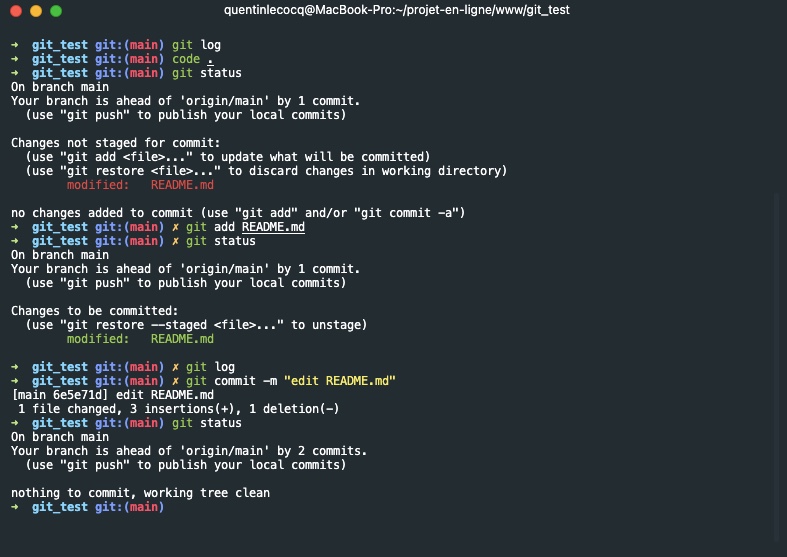 quentinlecocq@MacBook-Pro:~/projet-en-ligne/www/git_test
➜  git_test git:(main) git log
➜  git_test git:(main) code .
➜  git_test git:(main) git status
On branch main
Your branch is ahead of 'origin/main' by 1 commit.
  (use "git push" to publish your local commits)

Changes not staged for commit:
  (use "git add <file>..." to update what will be committed)
  (use "git restore <file>..." to discard changes in working directory)
        modified:   README.md

no changes added to commit (use "git add" and/or "git commit -a")
➜  git_test git:(main) ✗ git add README.md
➜  git_test git:(main) ✗ git status
On branch main
Your branch is ahead of 'origin/main' by 1 commit.
  (use "git push" to publish your local commits)

Changes to be committed:
  (use "git restore --staged <file>..." to unstage)
        modified:   README.md

➜  git_test git:(main) ✗ git log
➜  git_test git:(main) ✗ git commit -m "edit README.md"
[main 6e5e71d] edit README.md
 1 file changed, 3 insertions(+), 1 deletion(-)
➜  git_test git:(main) git status
On branch main
Your branch is ahead of 'origin/main' by 2 commits.
  (use "git push" to publish your local commits)

nothing to commit, working tree clean
➜  git_test git:(main)